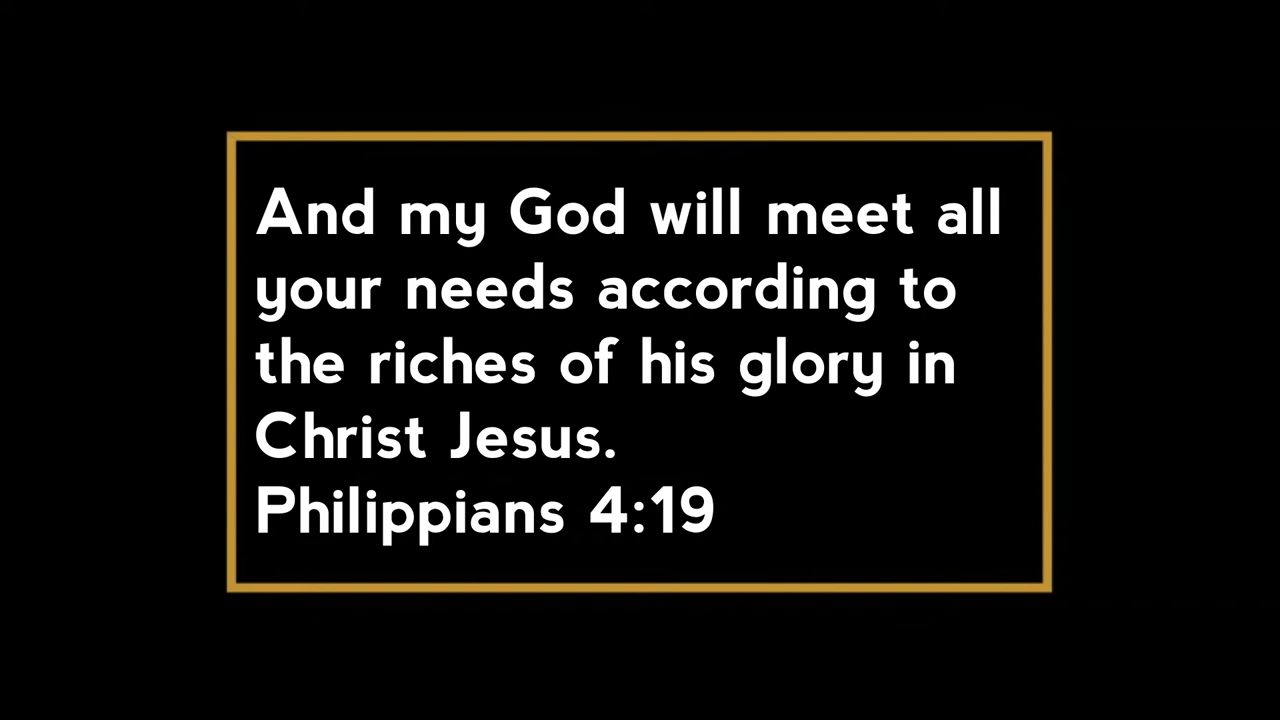 And my God will meet all
your needs according to
the riches of his glory in
Christ Jesus.
Philippians 4:19